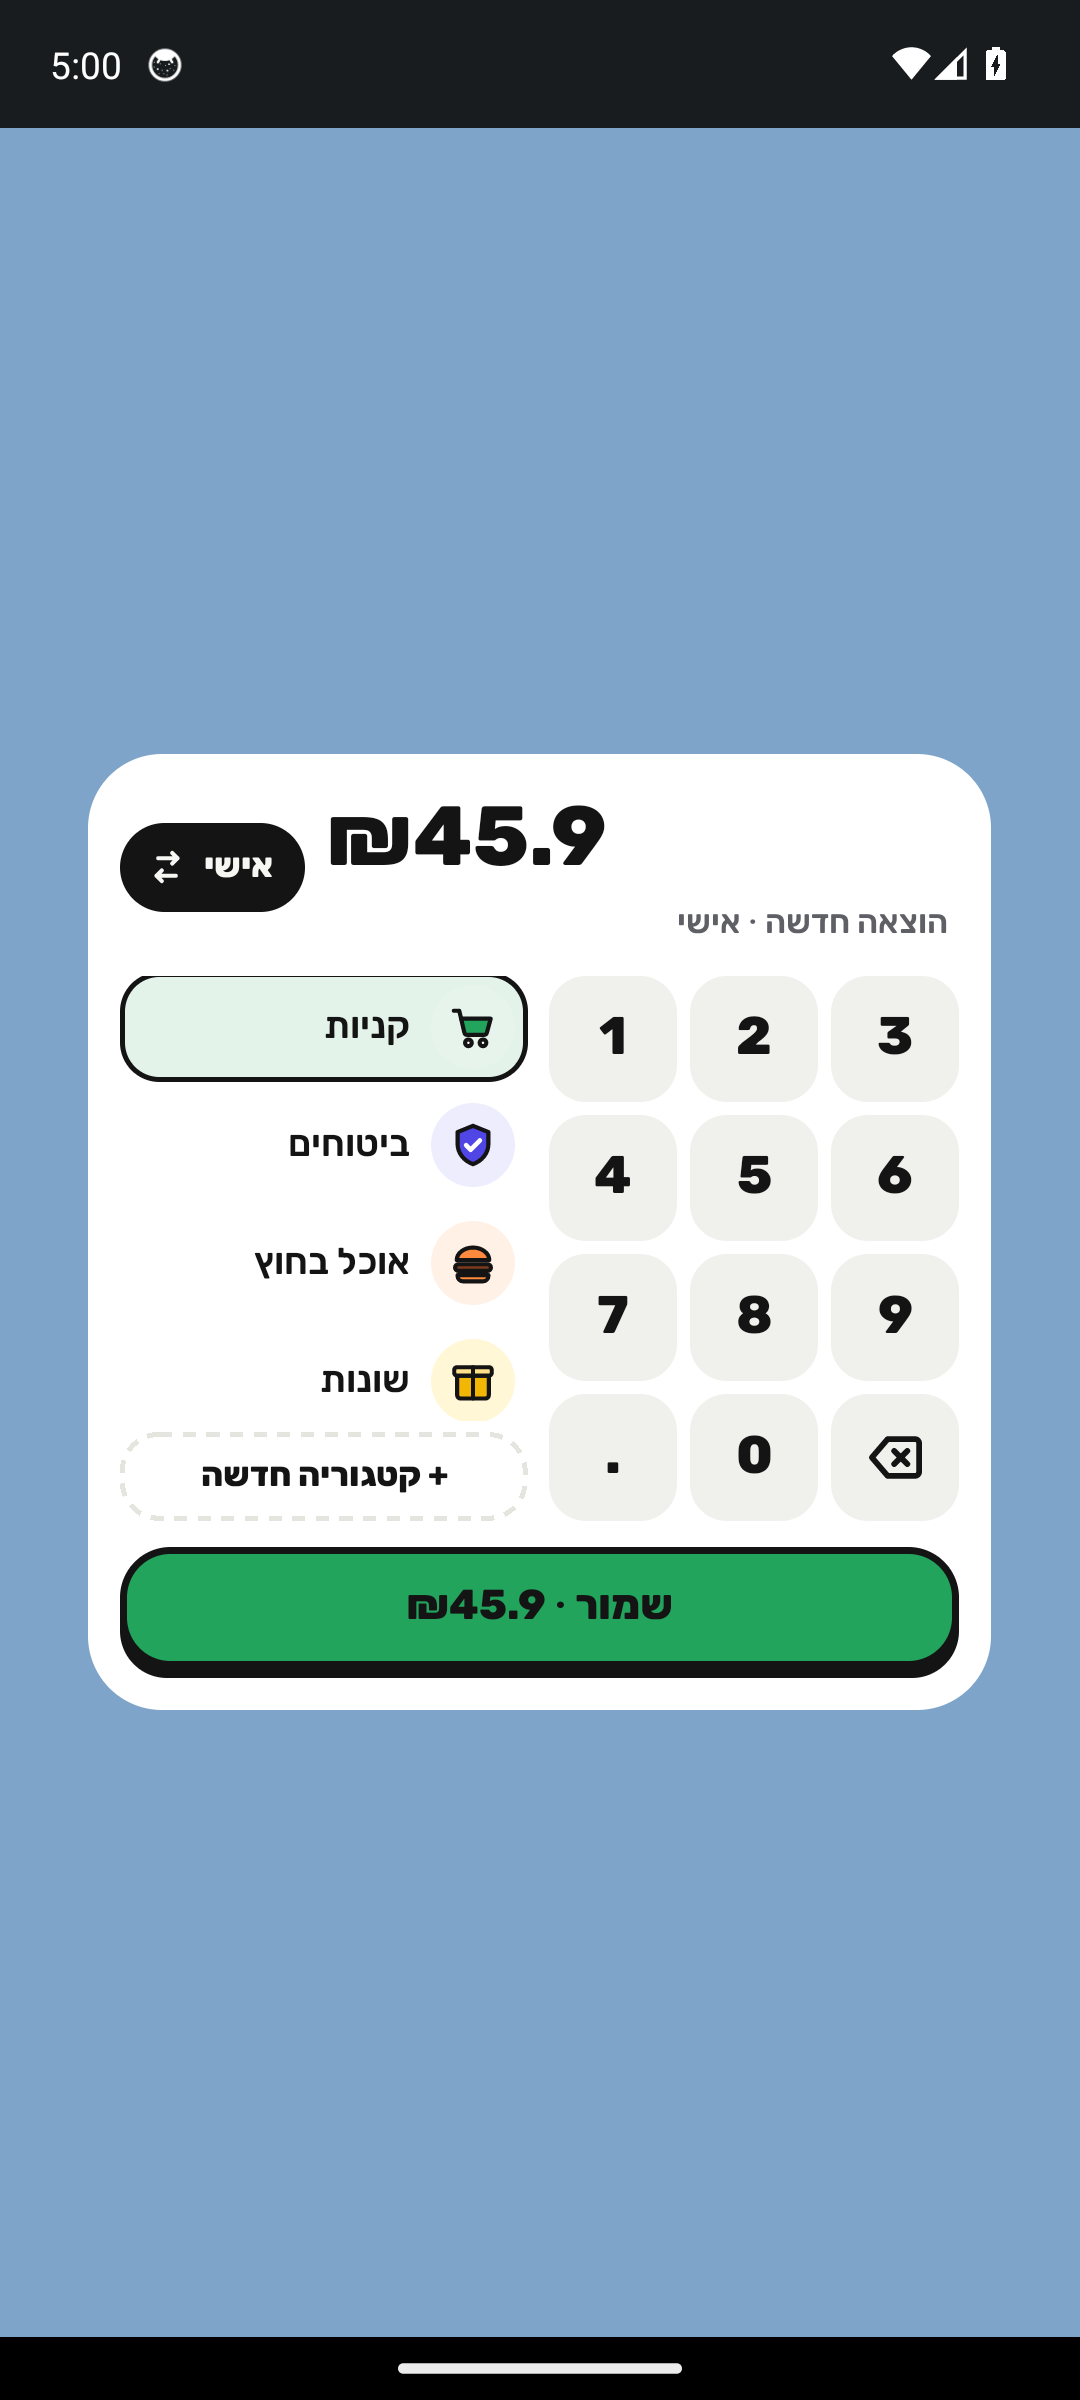 5:00
₪45.9
אישי
הוצאה חדשה · אישי
1 2 3
4 5 6
7 8 9
. 0
קניות
ביטוחים
אוכל בחוץ
שונות
+ קטגוריה חדשה
שמור · ₪45.9